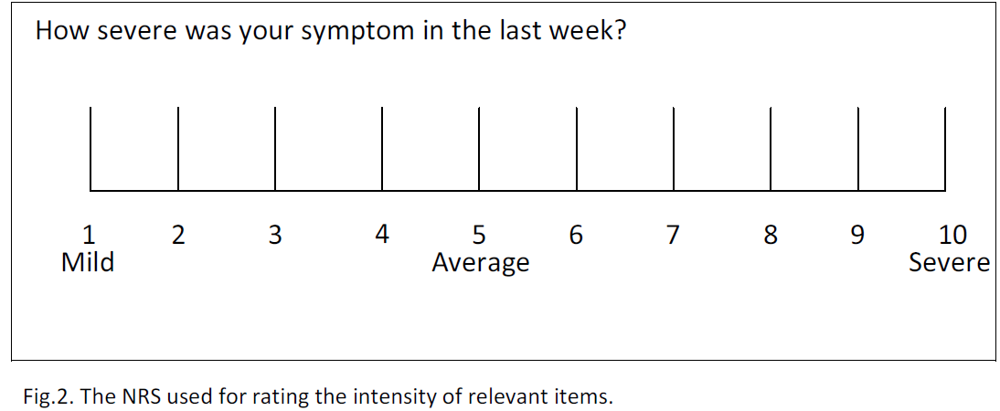 How severe was your symptom in the last week?
1 2 3 4 5 6 7 8 9 10
Mild Average Severe
Fig.2. The NRS used for rating the intensity of relevant items.